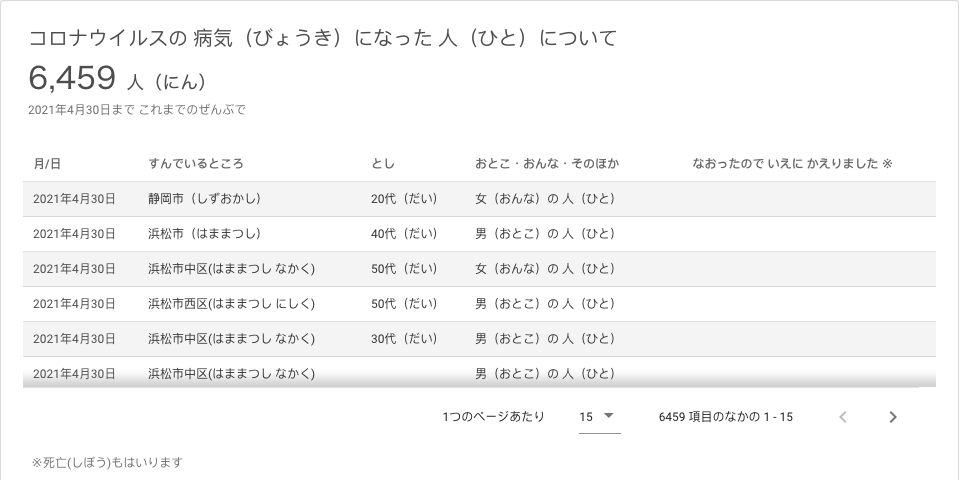 コロナウイルスの 病気（びょうき）になった 人（ひと）について
6,459 人（にん）
2021年4月30日まで これまでのぜんぶで
月/日 すんでいるところ とし おとこ・おんな・そのほか なおったので いえに かえりました ※
2021年4月30日 静岡市（しずおかし） 20代（だい） 女（おんな）の 人（ひと）
2021年4月30日 浜松市（はままつし） 40代（だい） 男（おとこ）の 人（ひと）
2021年4月30日 浜松市中区(はままつし なかく) 50代（だい） 女（おんな）の 人（ひと）
2021年4月30日 浜松市西区(はままつし にしく) 50代（だい） 男（おとこ）の 人（ひと）
2021年4月30日 浜松市中区(はままつし なかく) 30代（だい） 男（おとこ）の 人（ひと）
2021年4月30日 浜松市中区(はままつし なかく) 男（おとこ）の 人（ひと）
1つのページあたり 15 6459 項目のなかの 1 - 15
※死亡(しぼう)もはいります